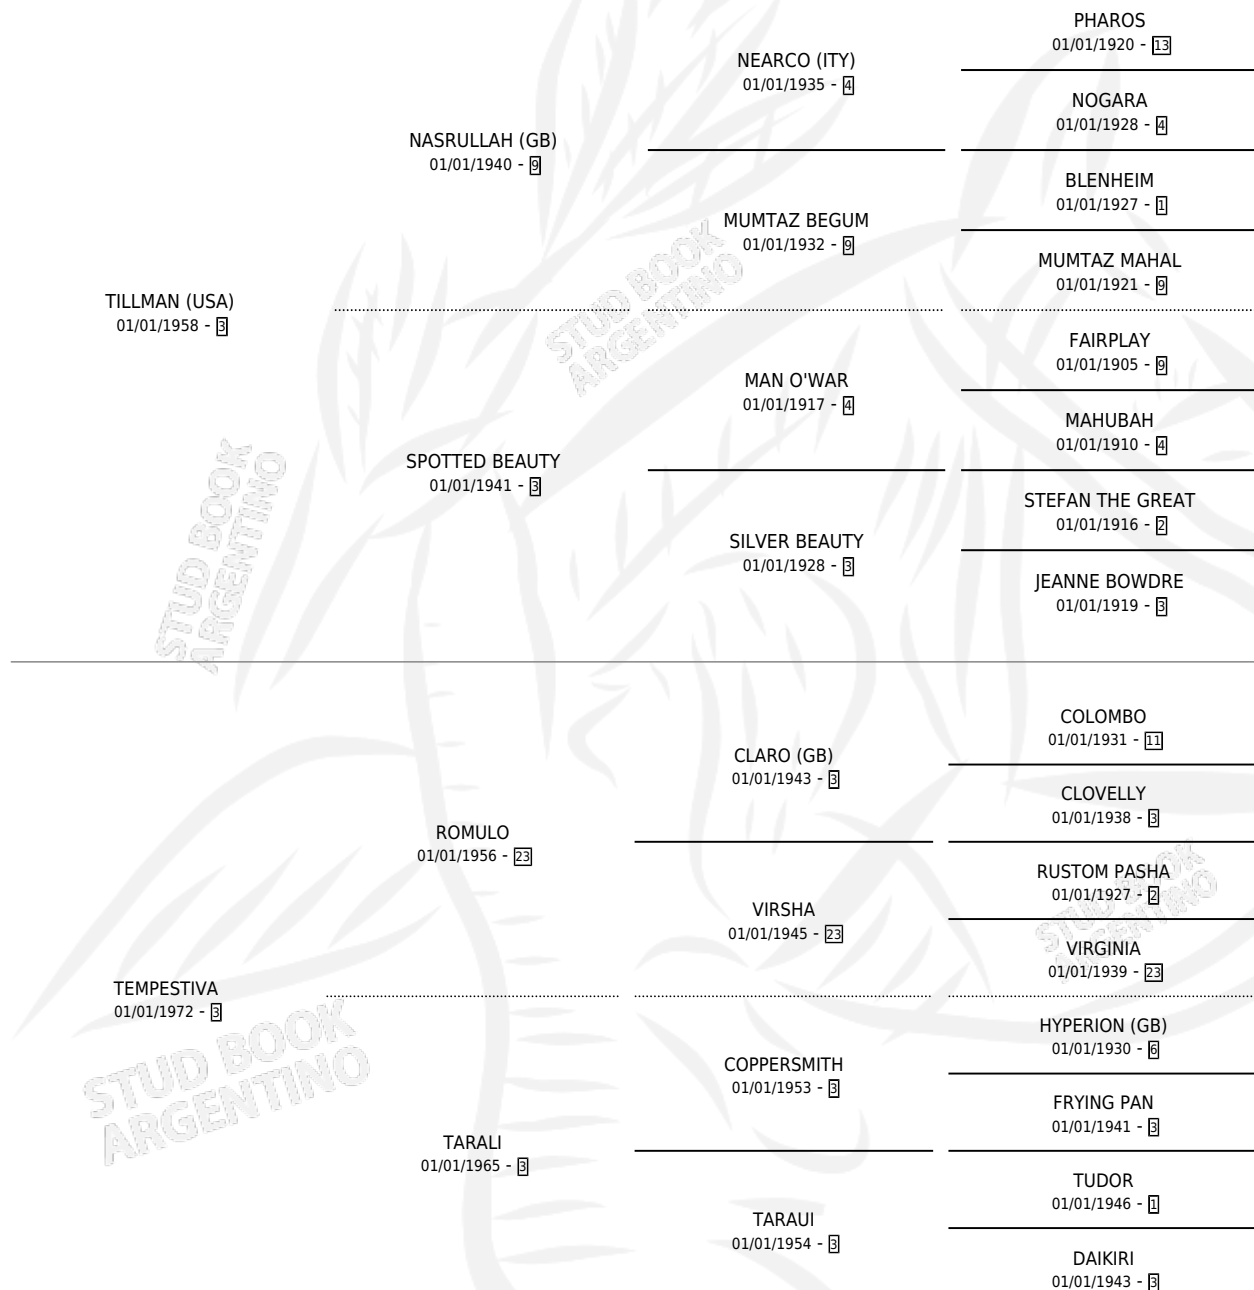 PHAROS
01/01/1920 - 13
NEARCO (ITY)
01/01/1935 - 4
NOGARA
01/01/1928 - 4
NASRULLAH (GB)
01/01/1940 - 9
BLENHEIM
01/01/1927 - 1
MUMTAZ BEGUM
01/01/1932 - 9
MUMTAZ MAHAL
01/01/1921 - 9
TILLMAN (USA)
01/01/1958 - 3
FAIRPLAY
01/01/1905 - 9
MAN O'WAR
01/01/1917 - 4
MAHUBAH
01/01/1910 - 4
SPOTTED BEAUTY
01/01/1941 - 3
STEFAN THE GREAT
01/01/1916 - 2
SILVER BEAUTY
01/01/1928 - 3
JEANNE BOWDRE
01/01/1919 - 3
STUD BOOK
ARGENTINO
STUD BOOK
ARGENTINO
COLOMBO
01/01/1931 - 11
CLARO (GB)
01/01/1943 - 3
CLOVELLY
01/01/1938 - 3
ROMULO
01/01/1956 - 23
RUSTOM PASHA
01/01/1927 - 2
VIRSHA
01/01/1945 - 23
VIRGINIA
01/01/1939 - 23
STUD BOOK
ARGENTINO
TEMPESTIVA
01/01/1972 - 3
HYPERION (GB)
01/01/1930 - 6
COPPERSMITH
01/01/1953 - 3
FRYING PAN
01/01/1941 - 3
STUD BOOK
ARGENTINO
TARALI
01/01/1965 - 3
TUDOR
01/01/1946 - 1
TARAUI
01/01/1954 - 3
DAIKIRI
01/01/1943 - 3